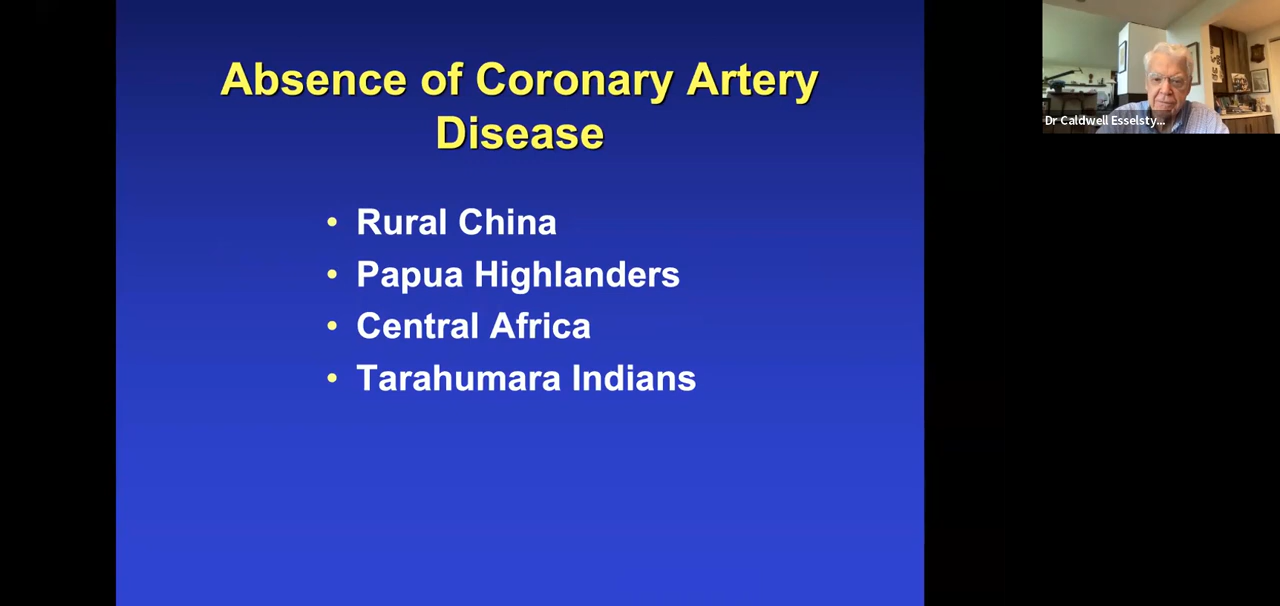 Absence of Coronary Artery
Disease
• Rural China
• Papua Highlanders
• Central Africa
• Tarahumara Indians
Dr Caldwell Esselsty...